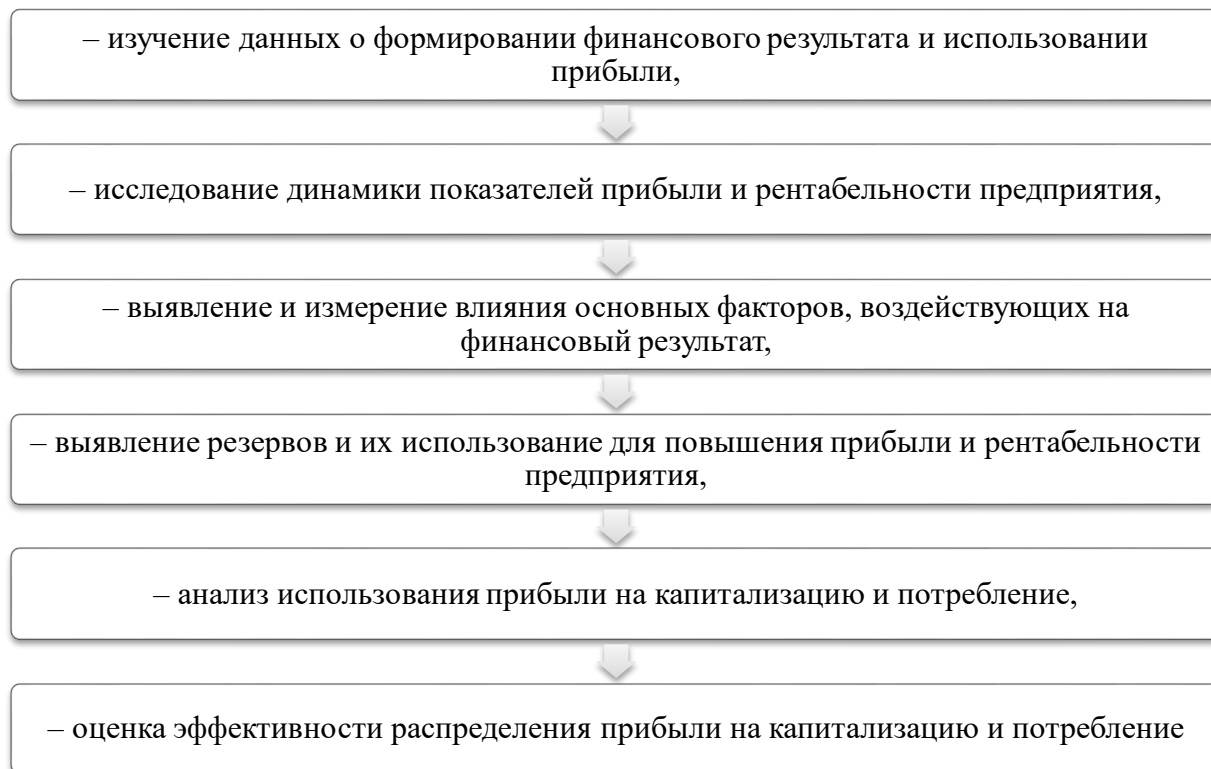 – изучение данных о формировании финансового результата и использовании
прибыли,
– исследование динамики показателей прибыли и рентабельности предприятия,
– выявление и измерение влияния основных факторов, воздействующих на
финансовый результат,
– выявление резервов и их использование для повышения прибыли и рентабельности
предприятия,
– анализ использования прибыли на капитализацию и потребление,
– оценка эффективности распределения прибыли на капитализацию и потребление